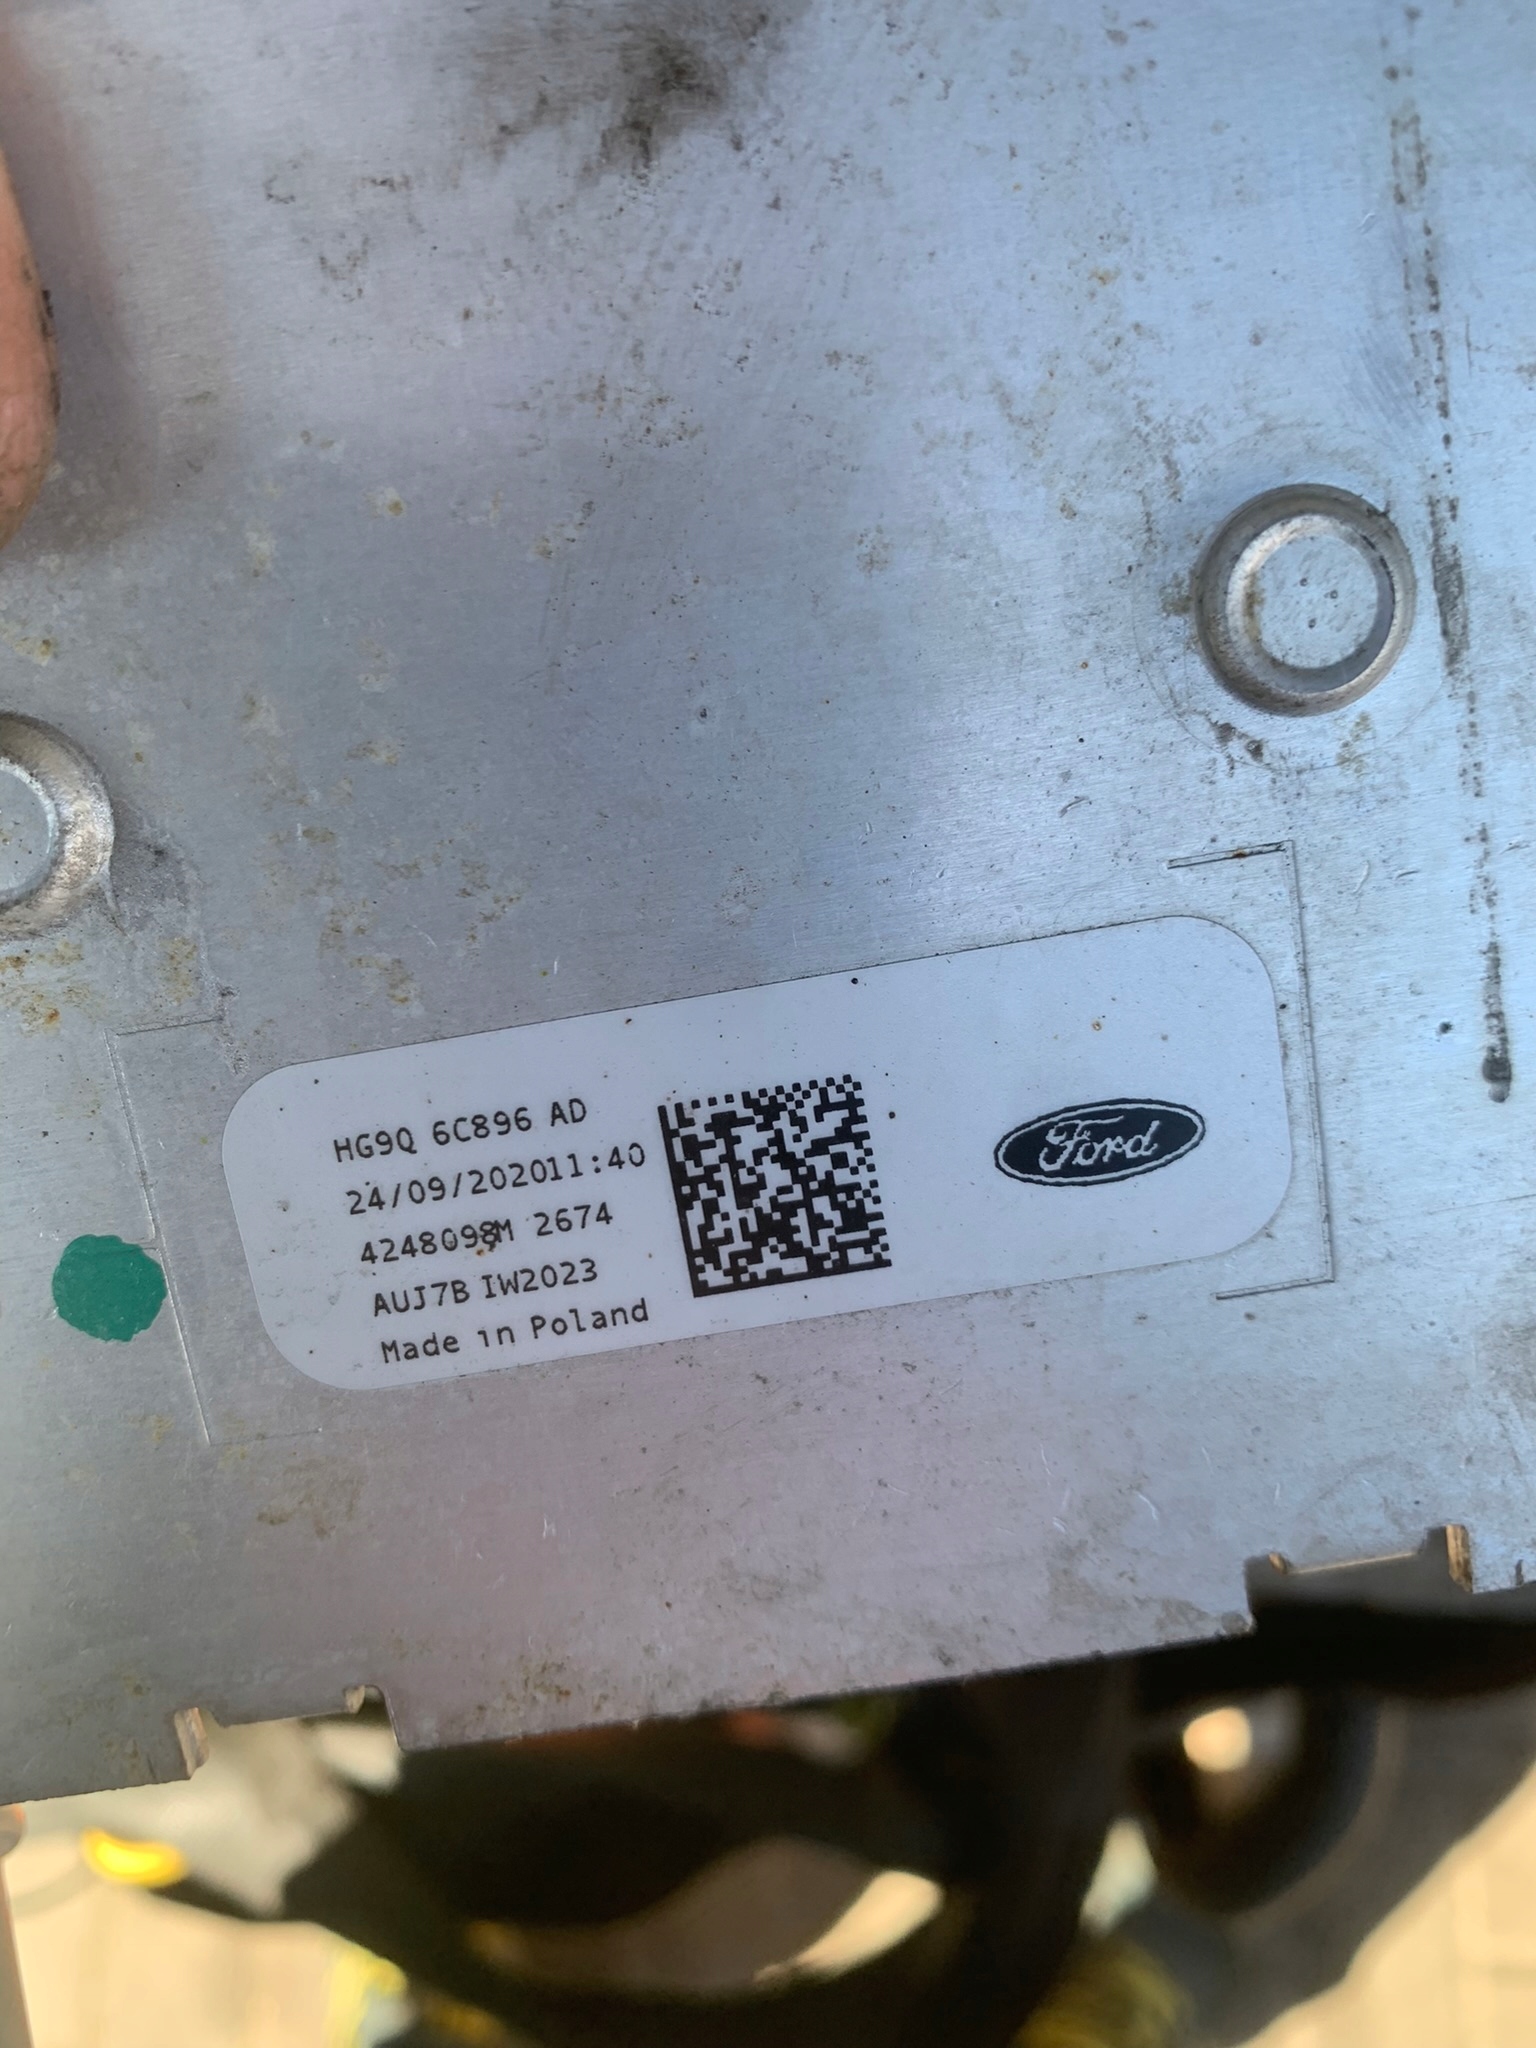 HG9Q 6C896 AD
24/09/202011:40
4248098M 2674
AUJ7B IW2023
Made in Poland
Ford